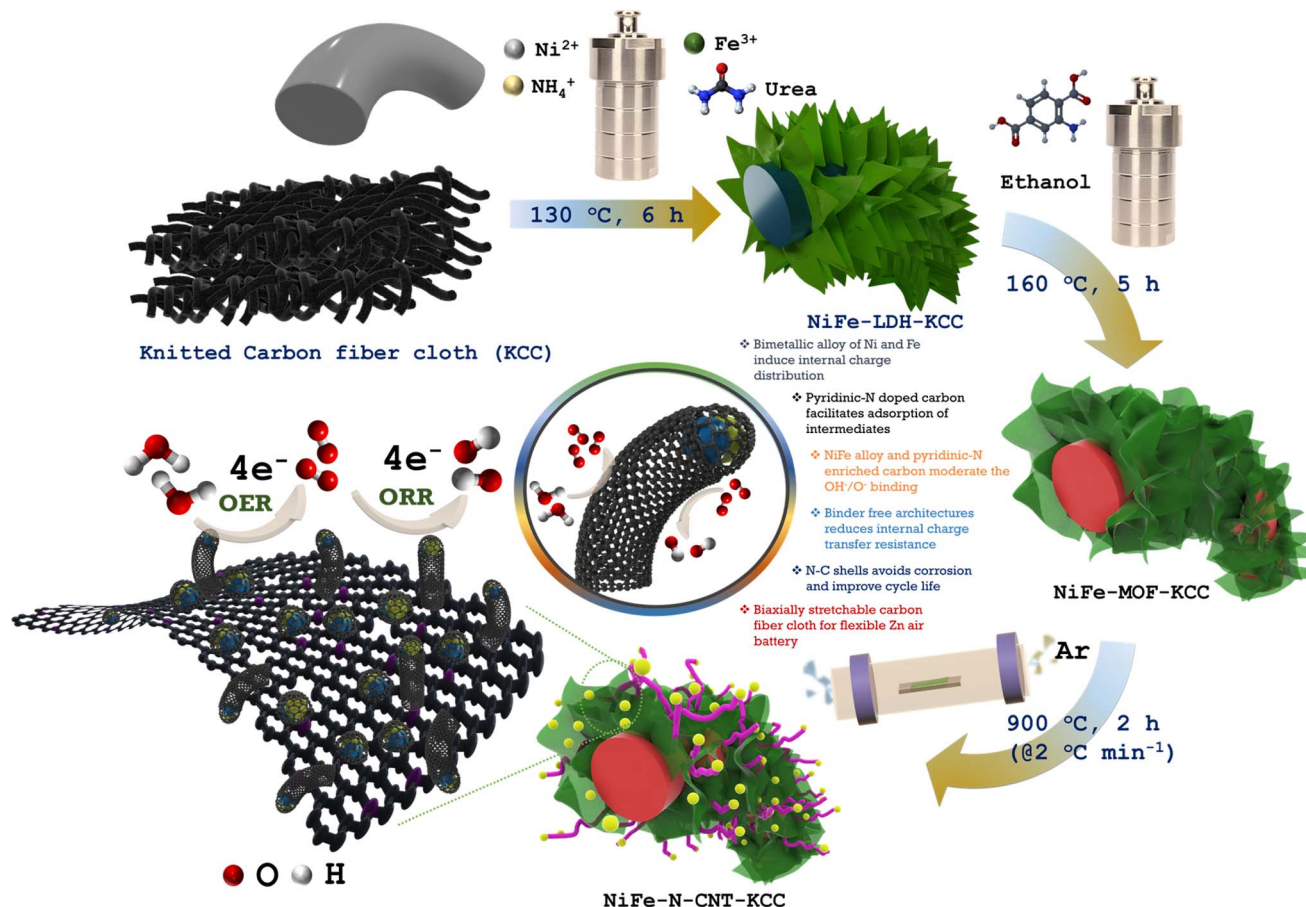 Ni2+
NH4+
Fe3+
Urea
130 °C, 6 h
Knitted Carbon fiber cloth (KCC)
NiFe-LDH-KCC
Ethanol
160 °C, 5 h
❖ Bimetallic alloy of Ni and Fe
induce internal charge
distribution
❖ Pyridinic-N doped carbon
facilitates adsorption of
intermediates
❖ NiFe alloy and pyridinic-N
enriched carbon moderate the
OH-/O- binding
❖ Binder free architectures
reduces internal charge
transfer resistance
❖ N-C shells avoids corrosion
and improve cycle life
❖ Biaxially stretchable carbon
fiber cloth for flexible Zn air
battery
4e-
OER
4e-
ORR
NiFe-MOF-KCC
Ar
900 °C, 2 h
(@2 °C min-1)
O
H
NiFe-N-CNT-KCC